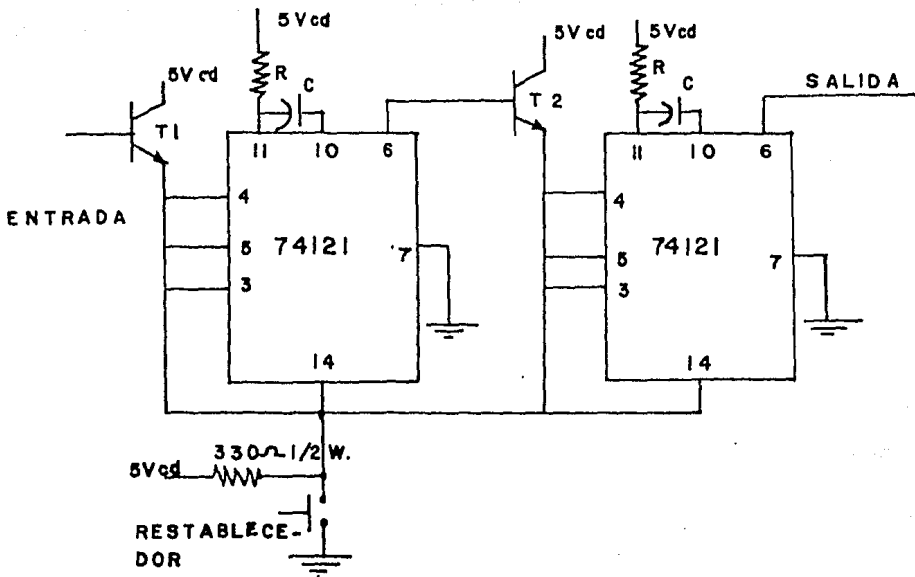 5Vcd
5Vcd
5Vcd
5Vcd
R
C
R
C
SALIDA
T1
T2
11
10
6
11
10
6
4
4
ENTRADA
5
74121
7
5
74121
7
3
3
14
14
330Ω 1/2 W.
5Vcd
RESTABLECE-
DOR